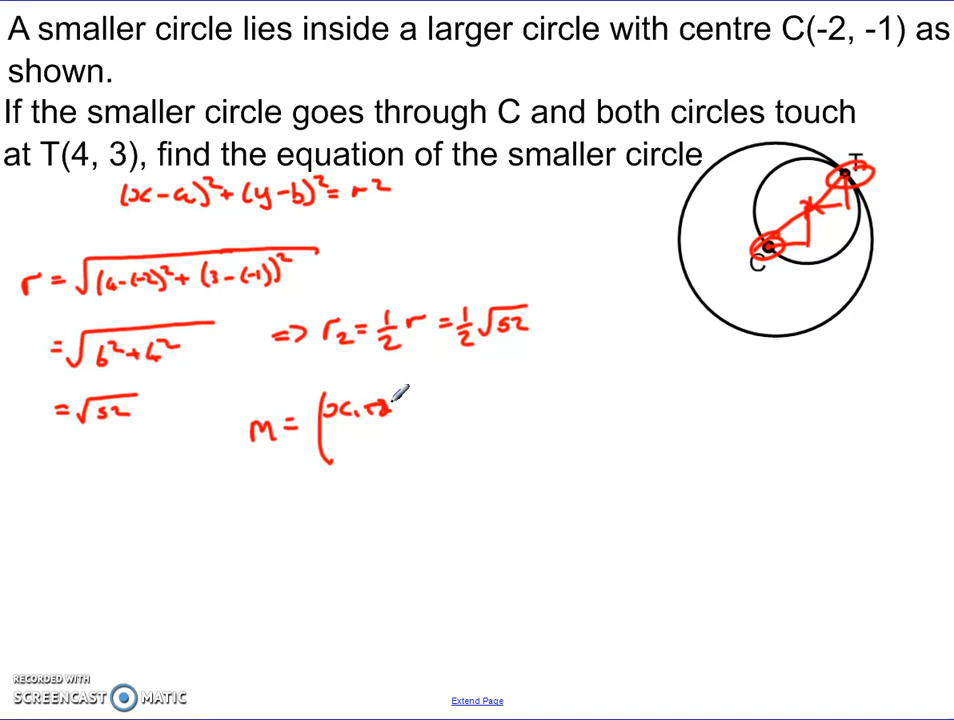 A smaller circle lies inside a larger circle with centre C(-2, -1) as
shown.
If the smaller circle goes through C and both circles touch
at T(4, 3), find the equation of the smaller circle
T
C
(x-a)²+(y-b)²=r²
r = √(4-(-2))²+(3-(-1))²
=√6²+4²
=> r₂=½r=½√52
=√52
M = (x₁
RECORDED WITH
SCREENCAST MATIC
Extend Page